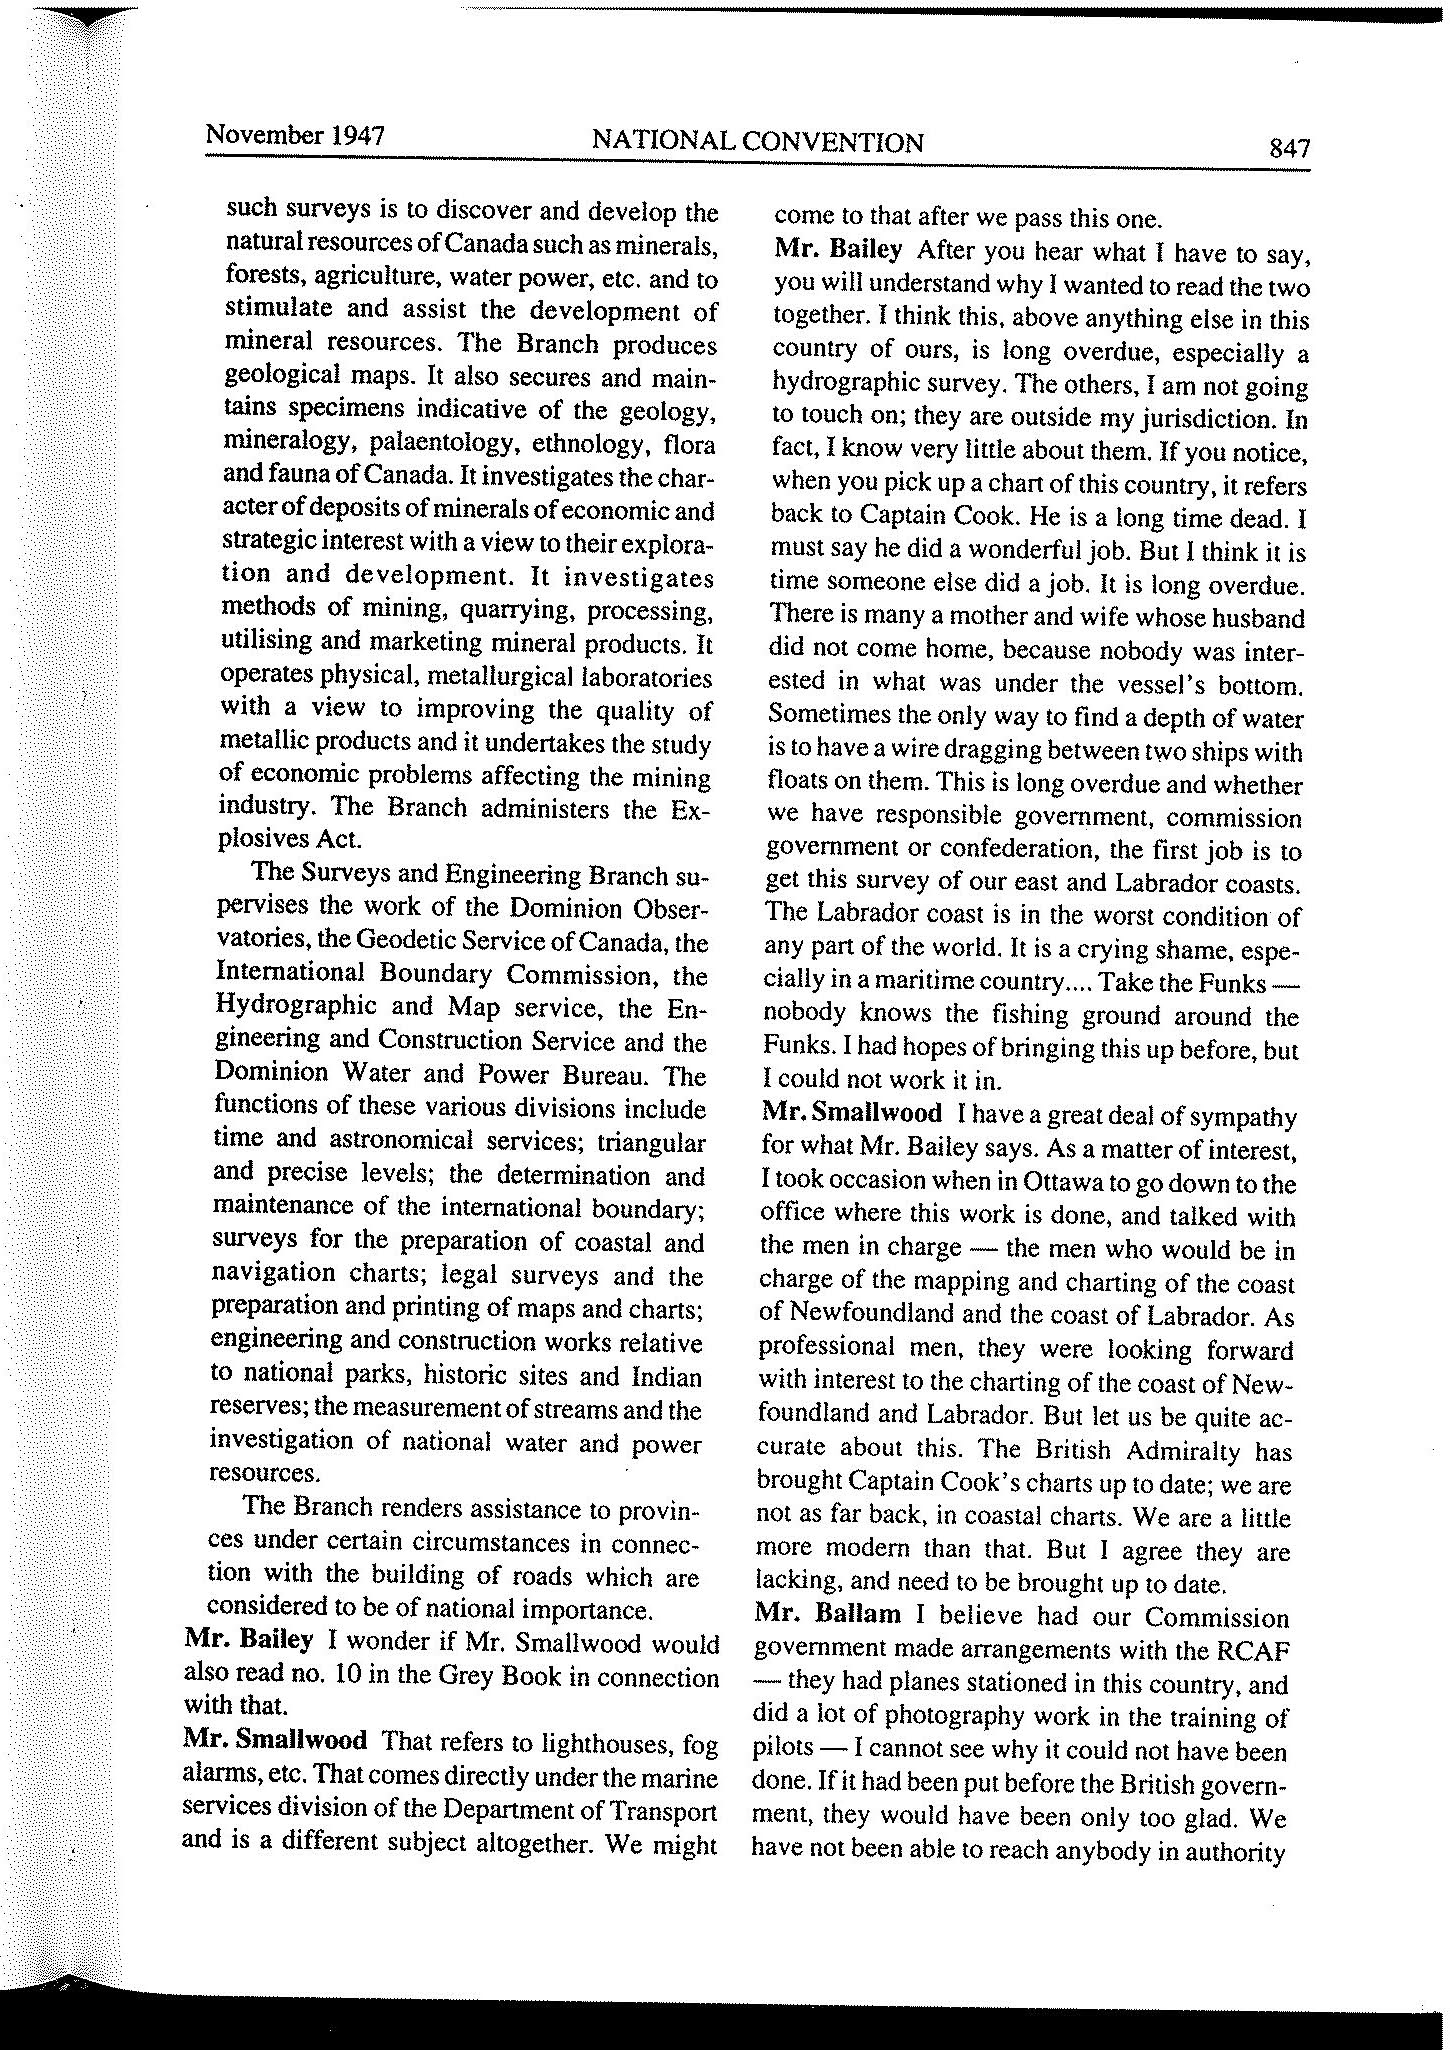 November 1947 NATIONAL CONVENTION 847
such surveys is to discover and develop the
natural resources of Canada such as minerals,
forests, agriculture, water power, etc. and to
stimulate and assist the development of
mineral resources. The Branch produces
geological maps. It also secures and main-
tains specimens indicative of the geology,
mineralogy, palaentology, ethnology, flora
and fauna of Canada. It investigates the char-
acter of deposits of minerals of economic and
strategic interest with a view to their explora-
tion and development. It investigates
methods of mining, quarrying, processing,
utilising and marketing mineral products. It
operates physical, metallurgical laboratories
with a view to improving the quality of
metallic products and it undertakes the study
of economic problems affecting the mining
industry. The Branch administers the Ex-
plosives Act.
The Surveys and Engineering Branch su-
pervises the work of the Dominion Obser-
vatories, the Geodetic Service of Canada, the
International Boundary Commission, the
Hydrographic and Map service, the En-
gineering and Construction Service and the
Dominion Water and Power Bureau. The
functions of these various divisions include
time and astronomical services; triangular
and precise levels; the determination and
maintenance of the international boundary;
surveys for the preparation of coastal and
navigation charts; legal surveys and the
preparation and printing of maps and charts;
engineering and construction works relative
to national parks, historic sites and Indian
reserves; the measurement of streams and the
investigation of national water and power
resources.
The Branch renders assistance to provin-
ces under certain circumstances in connec-
tion with the building of roads which are
considered to be of national importance.
Mr. Bailey I wonder if Mr. Smallwood would
also read no. 10 in the Grey Book in connection
with that.
Mr. Smallwood That refers to lighthouses, fog
alarms, etc. That comes directly under the marine
services division of the Department of Transport
and is a different subject altogether. We might
come to that after we pass this one.
Mr. Bailey After you hear what I have to say,
you will understand why I wanted to read the two
together. I think this, above anything else in this
country of ours, is long overdue, especially a
hydrographic survey. The others, I am not going
to touch on; they are outside my jurisdiction. In
fact, I know very little about them. If you notice,
when you pick up a chart of this country, it refers
back to Captain Cook. He is a long time dead. I
must say he did a wonderful job. But I think it is
time someone else did a job. It is long overdue.
There is many a mother and wife whose husband
did not come home, because nobody was inter-
ested in what was under the vessel's bottom.
Sometimes the only way to find a depth of water
is to have a wire dragging between two ships with
floats on them. This is long overdue and whether
we have responsible government, commission
government or confederation, the first job is to
get this survey of our east and Labrador coasts.
The Labrador coast is in the worst condition of
any part of the world. It is a crying shame, espe-
cially in a maritime country.... Take the Funks —
nobody knows the fishing ground around the
Funks. I had hopes of bringing this up before, but
I could not work it in.
Mr. Smallwood I have a great deal of sympathy
for what Mr. Bailey says. As a matter of interest,
I took occasion when in Ottawa to go down to the
office where this work is done, and talked with
the men in charge — the men who would be in
charge of the mapping and charting of the coast
of Newfoundland and the coast of Labrador. As
professional men, they were looking forward
with interest to the charting of the coast of New-
foundland and Labrador. But let us be quite ac-
curate about this. The British Admiralty has
brought Captain Cook's charts up to date; we are
not as far back, in coastal charts. We are a little
more modern than that. But I agree they are
lacking, and need to be brought up to date.
Mr. Ballam I believe had our Commission
government made arrangements with the RCAF
— they had planes stationed in this country, and
did a lot of photography work in the training of
pilots — I cannot see why it could not have been
done. If it had been put before the British govern-
ment, they would have been only too glad. We
have not been able to reach anybody in authority